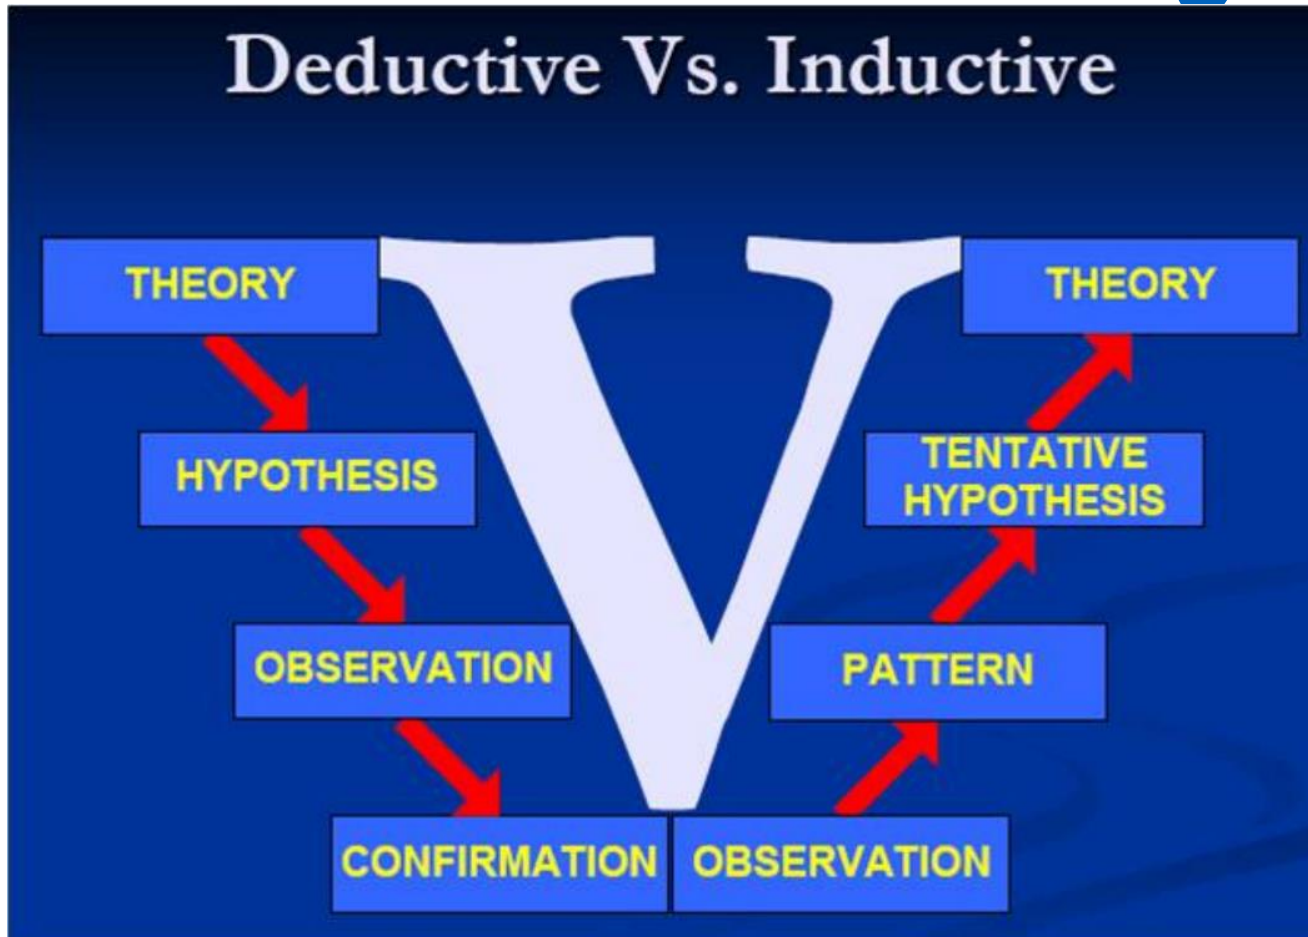 Deductive Vs. Inductive
THEORY
HYPOTHESIS
OBSERVATION
CONFIRMATION
V
THEORY
TENTATIVE
HYPOTHESIS
PATTERN
OBSERVATION